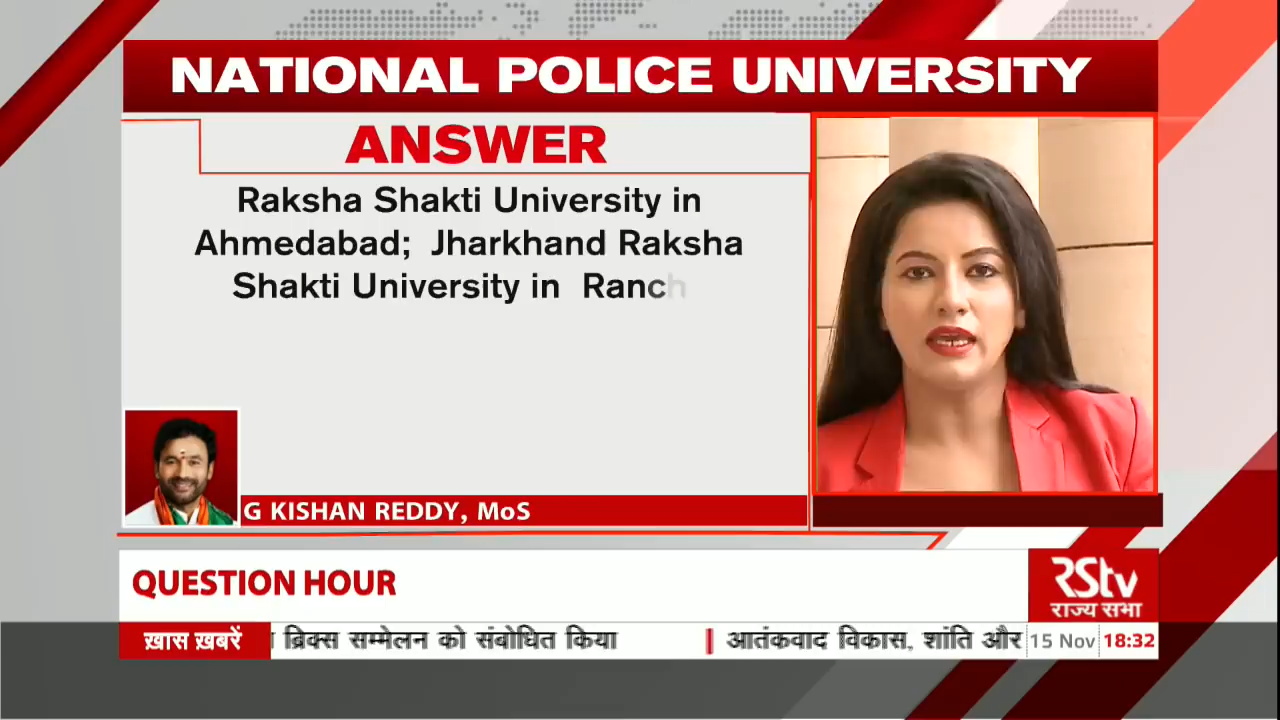 NATIONAL POLICE UNIVERSITY
ANSWER
Raksha Shakti University in
Ahmedabad; Jharkhand Raksha
Shakti University in Ranch
G KISHAN REDDY, MoS
QUESTION HOUR
RSTV
राज्य सभा
ख़ास ख़बरें
ब्रिक्स सम्मेलन को संबोधित किया
आतंकवाद विकास, शांति और
15 Nov
18:32